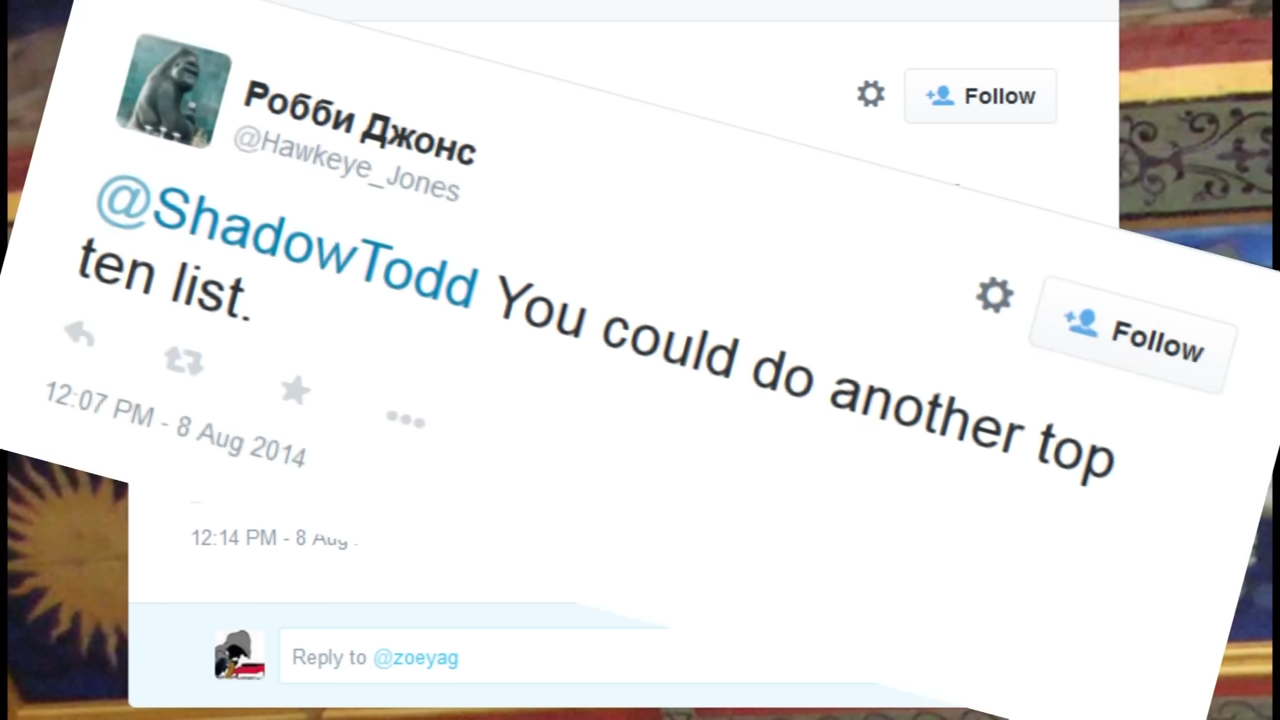 Робби Джонс
@Hawkeye_Jones
Follow
@ShadowTodd You could do another top
ten list.
12:07 PM - 8 Aug 2014
Follow
12:14 PM - 8 Aug
Reply to @zoeyag